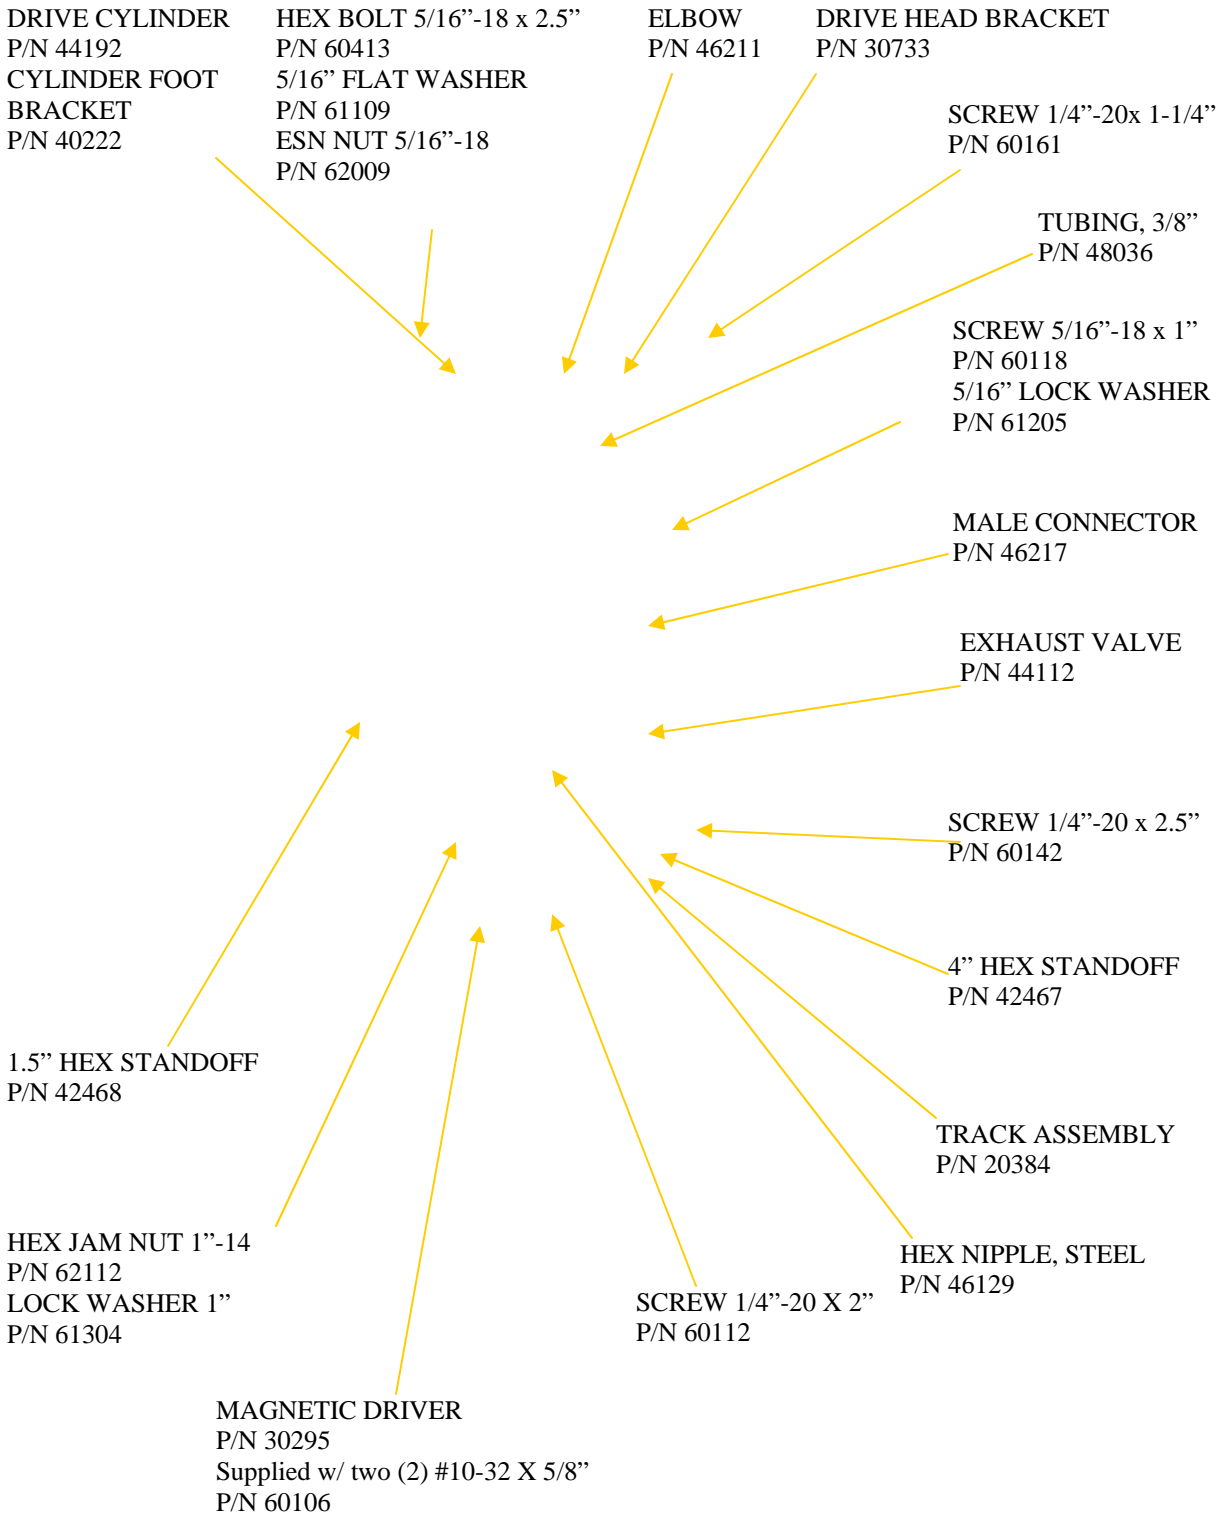 DRIVE CYLINDER
P/N 44192
CYLINDER FOOT
BRACKET
P/N 40222
HEX BOLT 5/16”-18 x 2.5”
P/N 60413
5/16” FLAT WASHER
P/N 61109
ESN NUT 5/16”-18
P/N 62009
ELBOW
P/N 46211
DRIVE HEAD BRACKET
P/N 30733
SCREW 1/4”-20x 1-1/4”
P/N 60161
TUBING, 3/8”
P/N 48036
SCREW 5/16”-18 x 1”
P/N 60118
5/16” LOCK WASHER
P/N 61205
MALE CONNECTOR
P/N 46217
EXHAUST VALVE
P/N 44112
SCREW 1/4”-20 x 2.5”
P/N 60142
4” HEX STANDOFF
P/N 42467
1.5” HEX STANDOFF
P/N 42468
TRACK ASSEMBLY
P/N 20384
HEX JAM NUT 1”-14
P/N 62112
LOCK WASHER 1”
P/N 61304
HEX NIPPLE, STEEL
P/N 46129
SCREW 1/4”-20 X 2”
P/N 60112
MAGNETIC DRIVER
P/N 30295
Supplied w/ two (2) #10-32 X 5/8”
P/N 60106